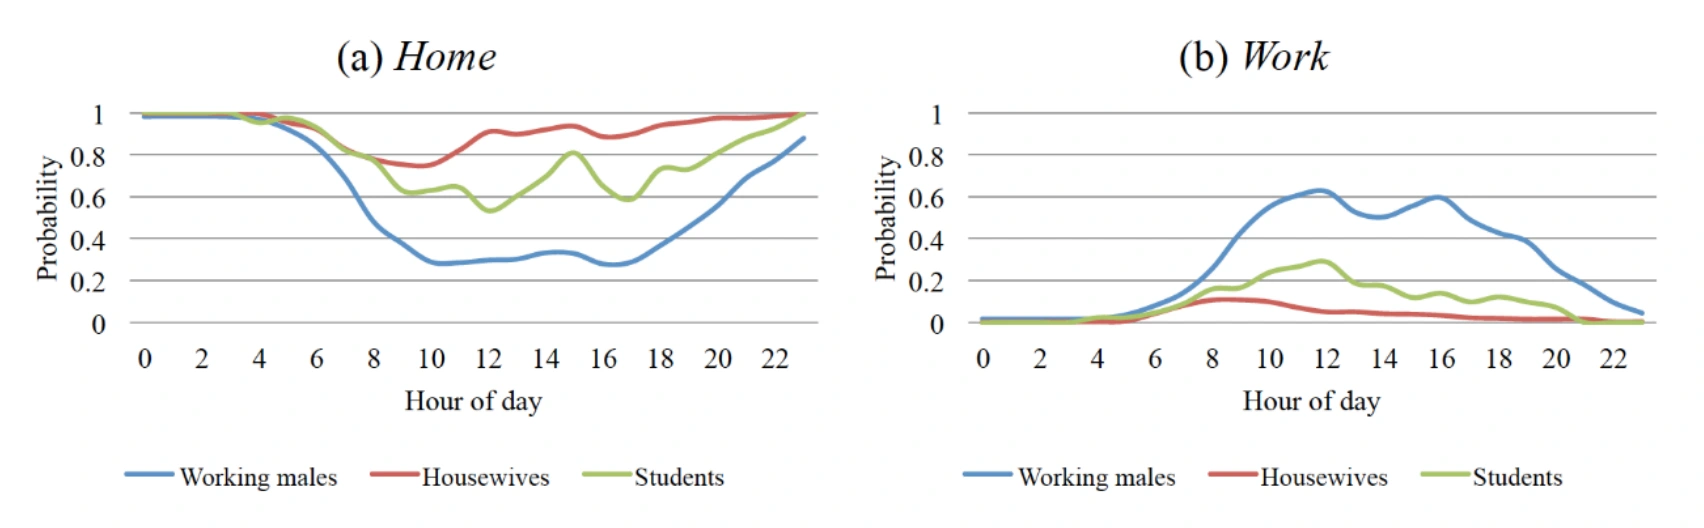 (a) Home
Probability
1
0.8
0.6
0.4
0.2
0
0 2 4 6 8 10 12 14 16 18 20 22
Hour of day
Working males Housewives Students
(b) Work
Probability
1
0.8
0.6
0.4
0.2
0
0 2 4 6 8 10 12 14 16 18 20 22
Hour of day
Working males Housewives Students